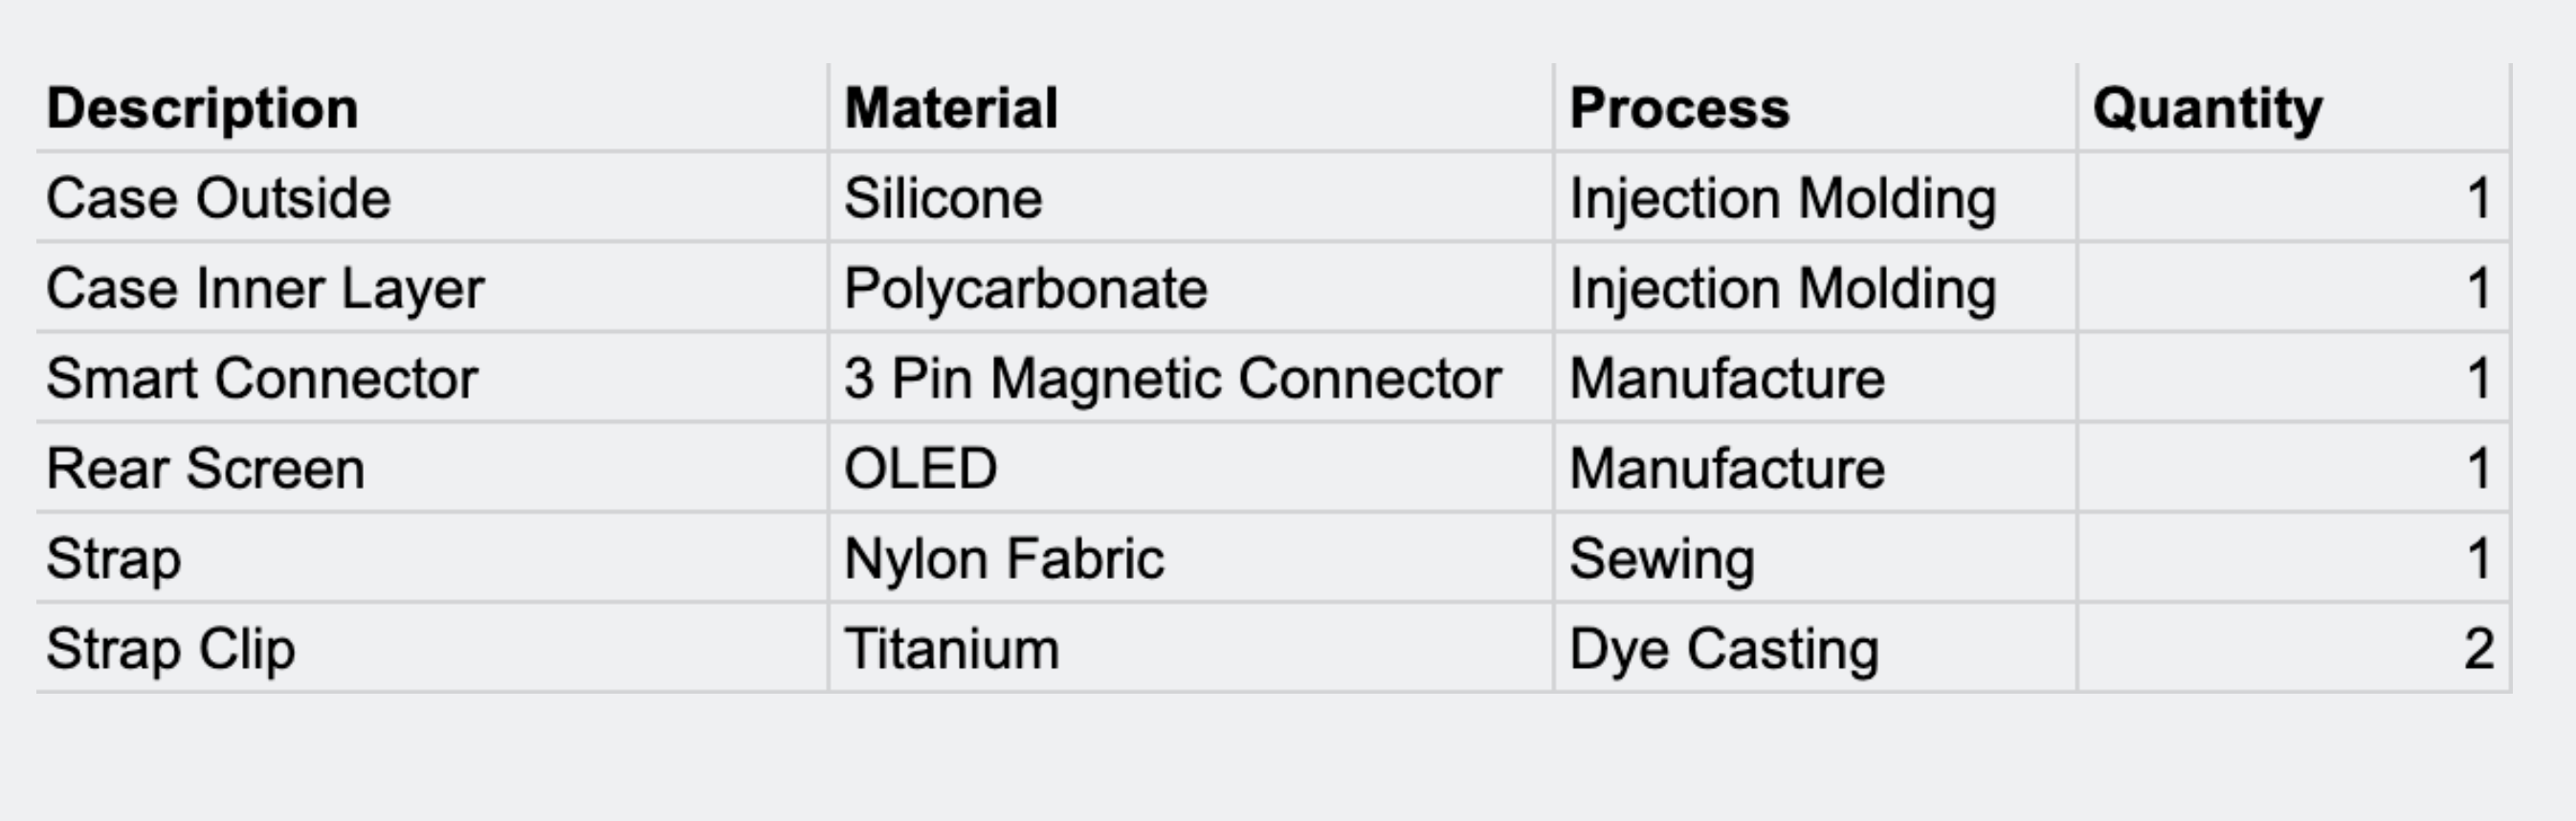 Description Material Process Quantity
Case Outside Silicone Injection Molding 1
Case Inner Layer Polycarbonate Injection Molding 1
Smart Connector 3 Pin Magnetic Connector Manufacture 1
Rear Screen OLED Manufacture 1
Strap Nylon Fabric Sewing 1
Strap Clip Titanium Dye Casting 2